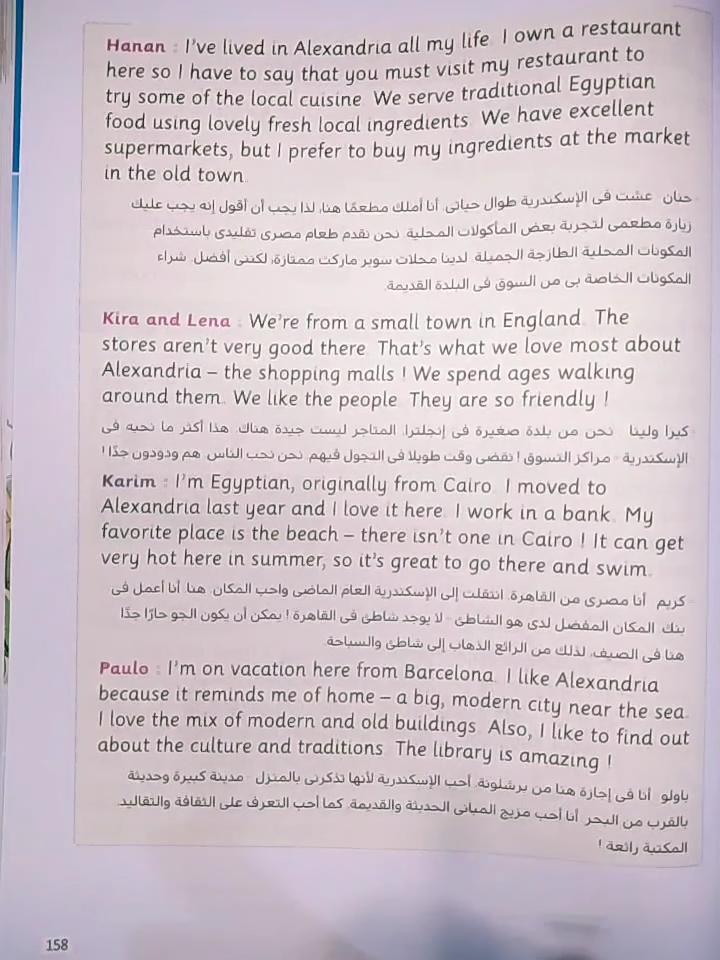 Hanan : I've lived in Alexandria all my life. I own a restaurant
here so I have to say that you must visit my restaurant to
try some of the local cuisine. We serve traditional Egyptian
food using lovely fresh local ingredients. We have excellent
supermarkets, but I prefer to buy my ingredients at the market
in the old town.
حنان: عشت فى الإسكندرية طوال حياتى. أنا أملك مطعمًا هنا، لذا يجب أن أقول إنه يجب عليك
زيارة مطعمى لتجربة بعض المأكولات المحلية. نحن نقدم طعام مصرى تقليدى باستخدام
المكونات المحلية الطازجة الجميلة. لدينا محلات سوبر ماركت ممتازة، لكننى أفضل شراء
المكونات الخاصة بى من السوق فى البلدة القديمة.
Kira and Lena : We're from a small town in England. The
stores aren't very good there. That's what we love most about
Alexandria – the shopping malls ! We spend ages walking
around them. We like the people. They are so friendly !
كيرا ولينا: نحن من بلدة صغيرة فى إنجلترا. المتاجر ليست جيدة هناك. هذا أكثر ما نحبه فى
الإسكندرية - مراكز التسوق ! نقضى وقت طويلا فى التجول فيهم. نحن نحب الناس. هم ودودون جدًا !
Karim : I'm Egyptian, originally from Cairo. I moved to
Alexandria last year and I love it here. I work in a bank. My
favorite place is the beach – there isn't one in Cairo ! It can get
very hot here in summer, so it's great to go there and swim.
كريم: أنا مصرى من القاهرة. انتقلت إلى الإسكندرية العام الماضى واحب المكان. هنا. أنا أعمل فى
بنك. المكان المفضل لدى هو الشاطئ - لا يوجد شاطئ فى القاهرة ! يمكن أن يكون الجو حارًا جدًا
هنا فى الصيف، لذلك من الرائع الذهاب إلى شاطئ والسباحة.
Paulo : I'm on vacation here from Barcelona. I like Alexandria
because it reminds me of home – a big, modern city near the sea.
I love the mix of modern and old buildings. Also, I like to find out
about the culture and traditions. The library is amazing !
باولو: أنا فى إجازة هنا من برشلونة. أحب الإسكندرية لأنها تذكرنى بالمنزل - مدينة كبيرة وحديثة
بالقرب من البحر. أنا أحب مزيج المبانى الحديثة والقديمة. كما أحب التعرف على الثقافة والتقاليد.
المكتبة رائعة !
158